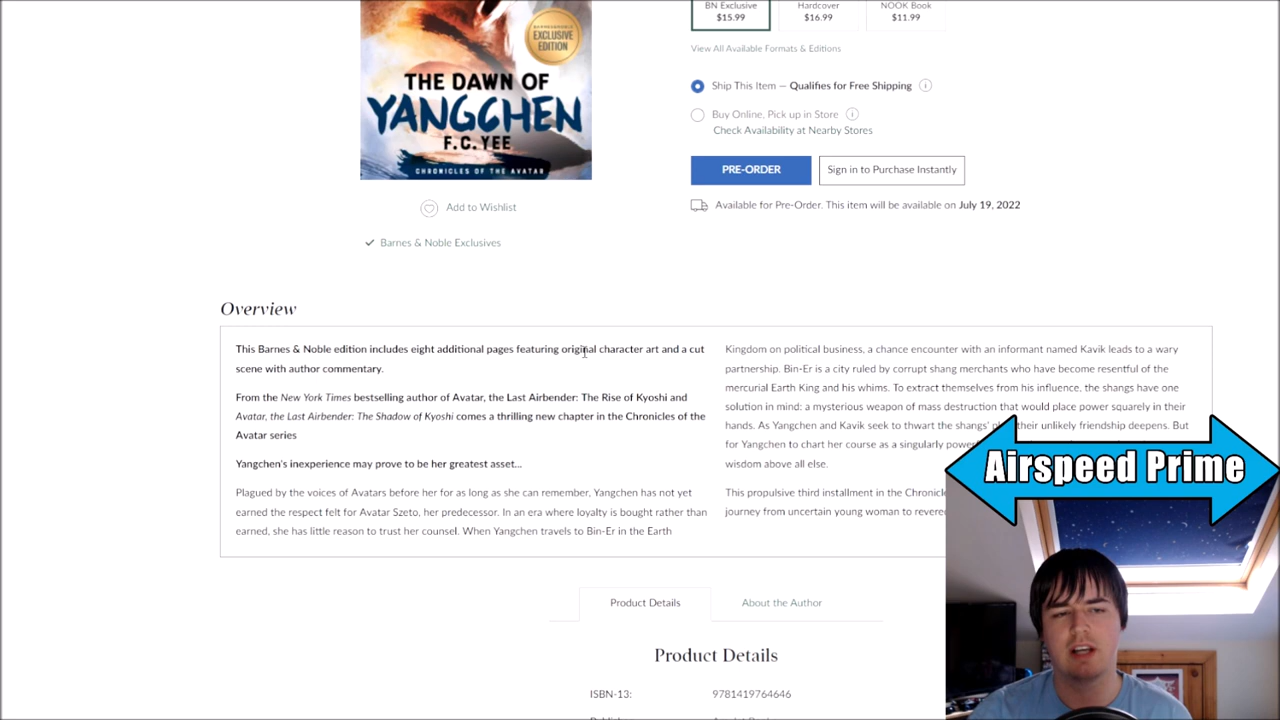 BN Exclusive
$15.99
Hardcover
$16.99
NOOK Book
$11.99
View All Available Formats & Editions
BARNES&NOBLE
EXCLUSIVE
EDITION
THE DAWN OF
YANGCHEN
F.C. YEE
CHRONICLES OF THE AVATAR
Ship This Item — Qualifies for Free Shipping
Buy Online, Pick up in Store
Check Availability at Nearby Stores
PRE-ORDER
Sign in to Purchase Instantly
Available for Pre-Order. This item will be available on July 19, 2022
Add to Wishlist
Barnes & Noble Exclusives
Overview
This Barnes & Noble edition includes eight additional pages featuring original character art and a cut
scene with author commentary.
From the New York Times bestselling author of Avatar, the Last Airbender: The Rise of Kyoshi and
Avatar, the Last Airbender: The Shadow of Kyoshi comes a thrilling new chapter in the Chronicles of the
Avatar series
Yangchen's inexperience may prove to be her greatest asset...
Plagued by the voices of Avatars before her for as long as she can remember, Yangchen has not yet
earned the respect felt for Avatar Szeto, her predecessor. In an era where loyalty is bought rather than
earned, she has little reason to trust her counsel. When Yangchen travels to Bin-Er in the Earth
Kingdom on political business, a chance encounter with an informant named Kavik leads to a wary
partnership. Bin-Er is a city ruled by corrupt shang merchants who have become resentful of the
mercurial Earth King and his whims. To extract themselves from his influence, the shangs have one
solution in mind: a mysterious weapon of mass destruction that would place power squarely in their
hands. As Yangchen and Kavik seek to thwart the shangs' their unlikely friendship deepens. But
for Yangchen to chart her course as a singularly
wisdom above all else.
This propulsive third installment in the
journey from uncertain young woman to
Airspeed Prime
Product Details
About the Author
Product Details
ISBN-13:
9781419764646